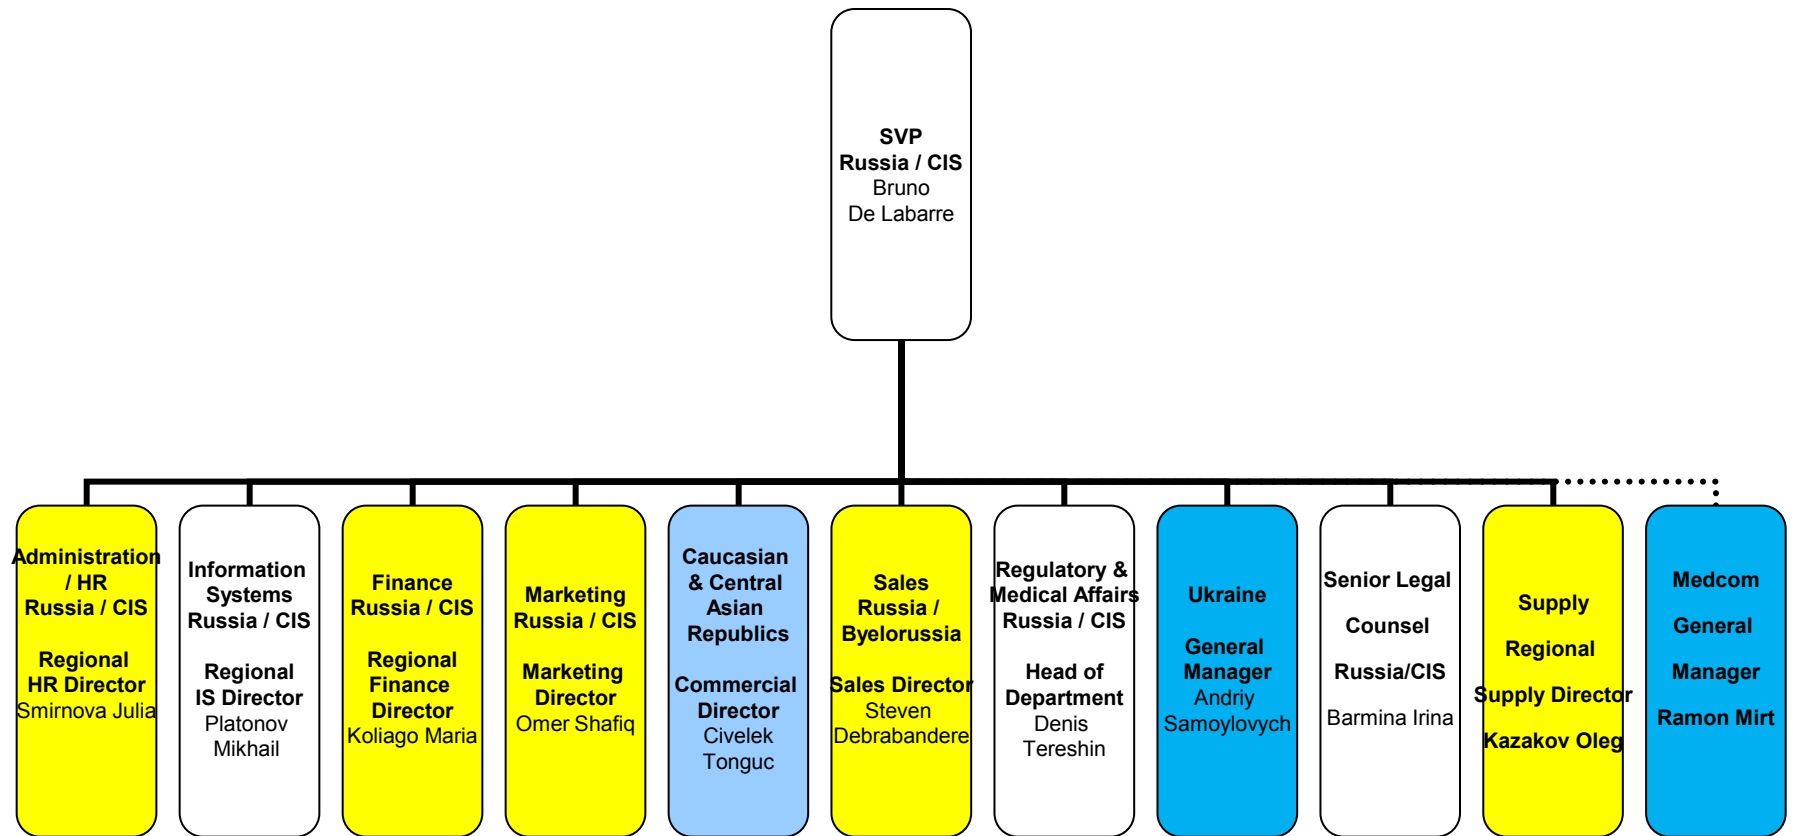 SVP
Russia / CIS
Bruno
De Labarre
Administration
/ HR
Russia / CIS
Regional
HR Director
Smirnova Julia
Information
Systems
Russia / CIS
Regional
IS Director
Platonov
Mikhail
Finance
Russia / CIS
Regional
Finance
Director
Koliago Maria
Marketing
Russia / CIS
Marketing
Director
Omer Shafiq
Caucasian
& Central
Asian
Republics
Commercial
Director
Civelek
Tonguc
Sales
Russia /
Byelorussia
Sales Director
Steven
Debrabandere
Regulatory &
Medical Affairs
Russia / CIS
Head of
Department
Denis
Tereshin
Ukraine
General
Manager
Andriy
Samoylovych
Senior Legal
Counsel
Russia/CIS
Barmina Irina
Supply
Regional
Supply Director
Kazakov Oleg
Medcom
General
Manager
Ramon Mirt